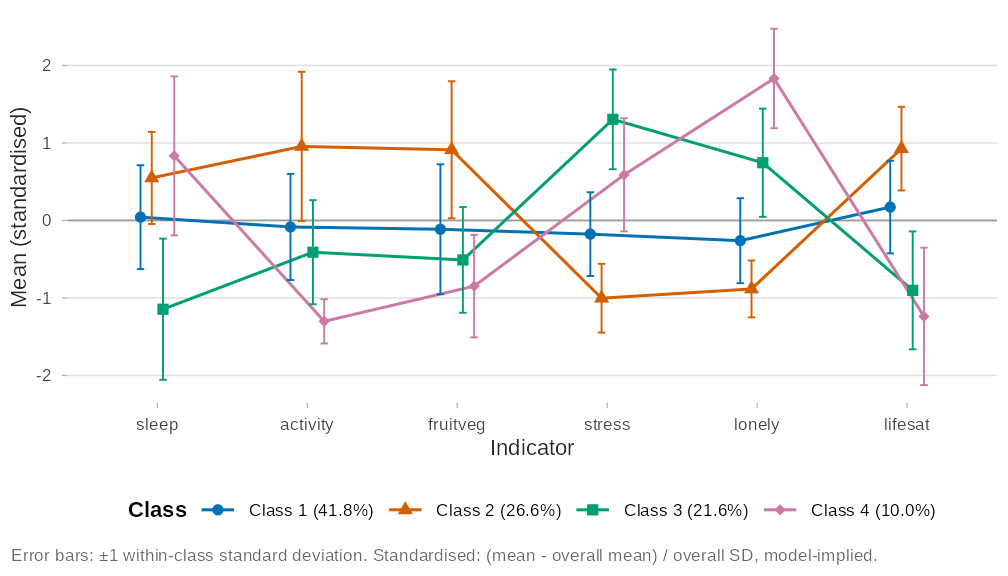 Mean (standardised)
2
1
0
-1
-2
sleep activity fruitveg stress lonely lifesat
Indicator
Class Class 1 (41.8%) Class 2 (26.6%) Class 3 (21.6%) Class 4 (10.0%)
Error bars: ±1 within-class standard deviation. Standardised: (mean - overall mean) / overall SD, model-implied.